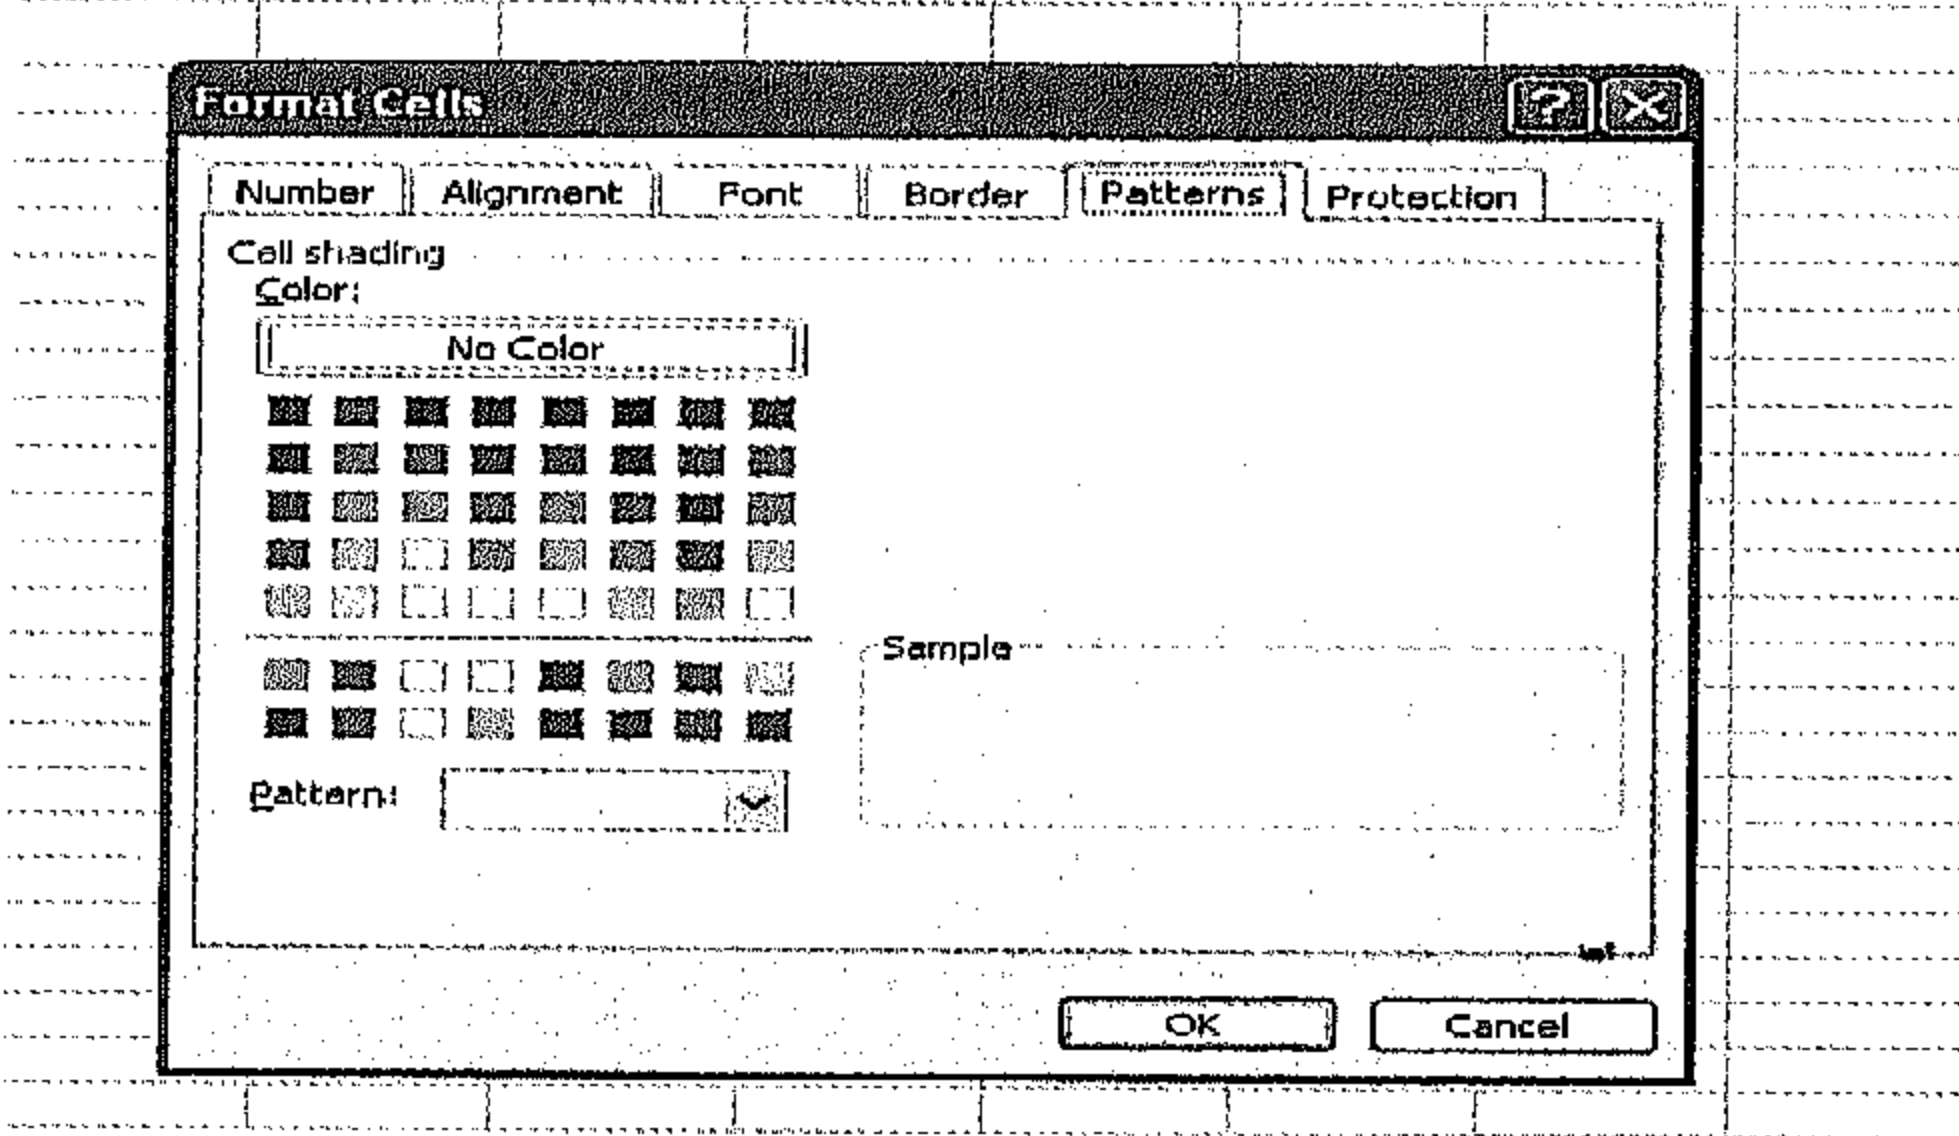 Format Cells
Number Alignment Font Border Patterns Protection
Cell shading
Color:
No Color
Sample
Pattern:
OK Cancel